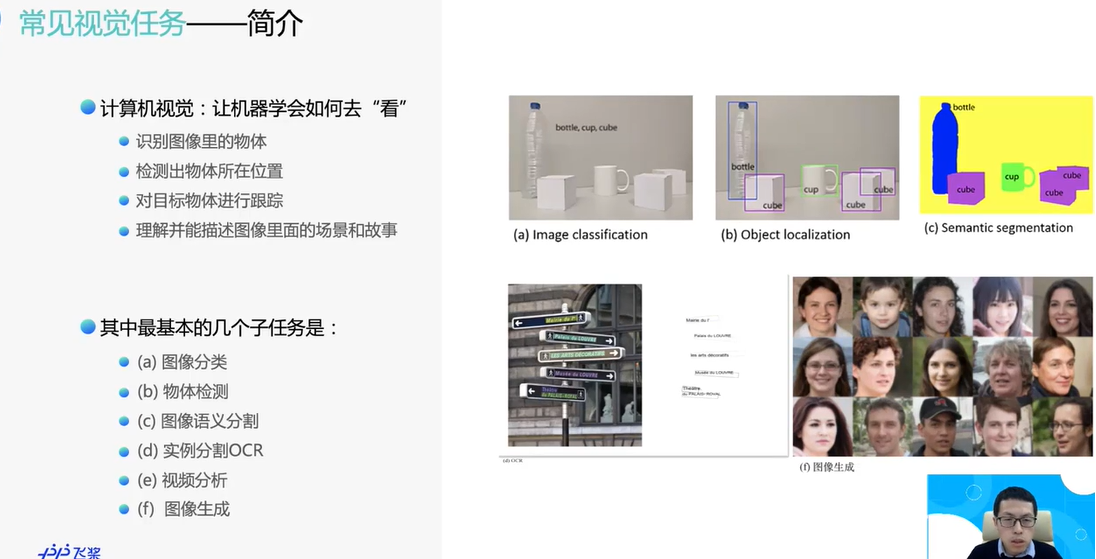 常见视觉任务——简介
计算机视觉：让机器学会如何去“看”
识别图像里的物体
检测出物体所在位置
对目标物体进行跟踪
理解并能描述图像里面的场景和故事
其中最基本的几个子任务是：
(a) 图像分类
(b) 物体检测
(c) 图像语义分割
(d) 实例分割OCR
(e) 视频分析
(f) 图像生成
飞桨
bottle, cup, cube
(a) Image classification
bottle
cup
cube
cube
cube
(b) Object localization
bottle
cup
cube
cube
cube
(c) Semantic segmentation
Mairie du 1
Palais du LOUVRE
LES ARTS DECORATIFS
Musée du LOUVRE
Théâtre
du PALAIS-ROYAL
Mairie du 1
Palais du LOUVRE
les arts décoratifs
Musée du LOUVRE
Théâtre
PALAIS-ROYAL
(d) OCR
(f) 图像生成